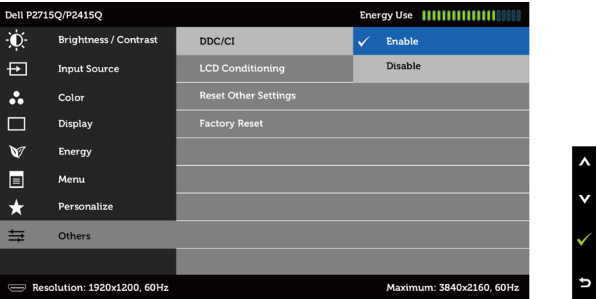 Dell P2715Q/P2415Q
Energy Use
Brightness / Contrast
DDC/CI
Enable
Input Source
LCD Conditioning
Disable
Color
Reset Other Settings
Display
Factory Reset
Energy
Menu
Personalize
Others
Resolution: 1920x1200, 60Hz
Maximum: 3840x2160, 60Hz